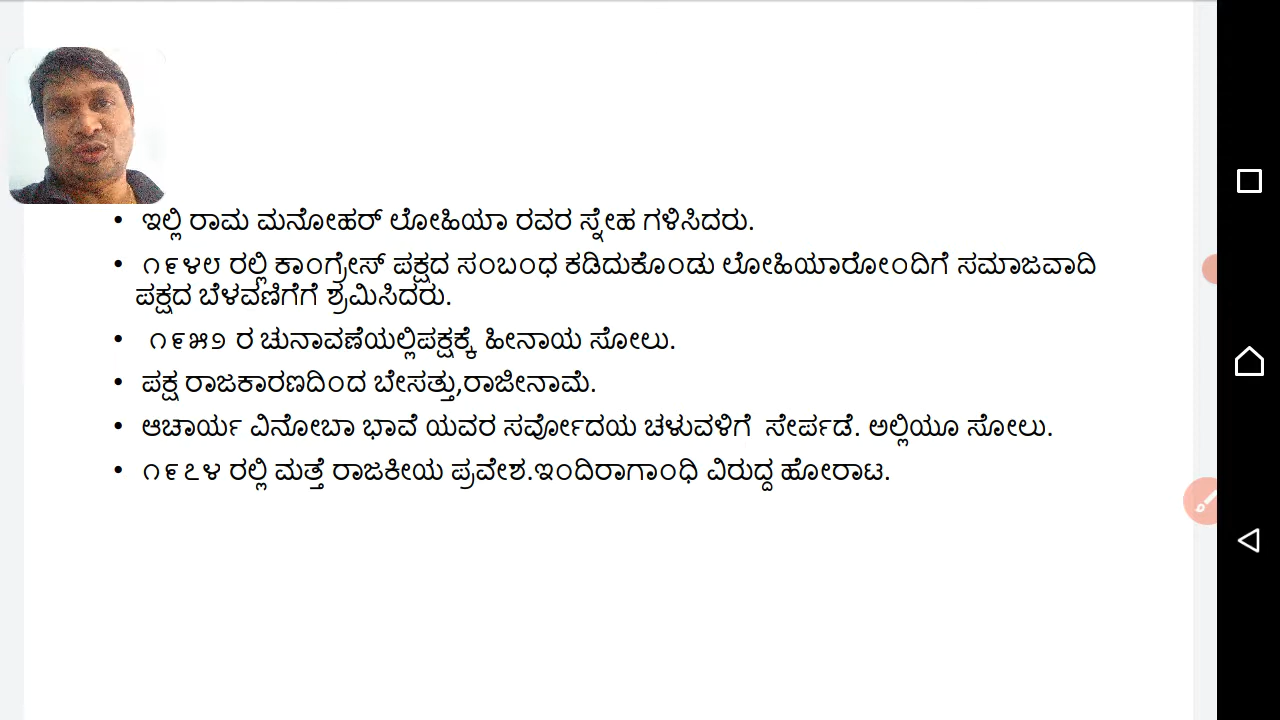 • ಇಲ್ಲಿ ರಾಮ ಮನೋಹರ್ ಲೋಹಿಯಾ ರವರ ಸ್ನೇಹ ಗಳಿಸಿದರು.
• ೧೯೪೮ ರಲ್ಲಿ ಕಾಂಗ್ರೇಸ್ ಪಕ್ಷದ ಸಂಬಂಧ ಕಡಿದುಕೊಂಡು ಲೋಹಿಯಾರೋಂದಿಗೆ ಸಮಾಜವಾದಿ
ಪಕ್ಷದ ಬೆಳವಣಿಗೆಗೆ ಶ್ರಮಿಸಿದರು.
• ೧೯೫೨ ರ ಚುನಾವಣೆಯಲ್ಲಿಪಕ್ಷಕ್ಕೆ ಹೀನಾಯ ಸೋಲು.
• ಪಕ್ಷ ರಾಜಕಾರಣದಿಂದ ಬೇಸತ್ತು,ರಾಜೀನಾಮೆ.
• ಆಚಾರ್ಯ ವಿನೋಬಾ ಭಾವೆ ಯವರ ಸರ್ವೋದಯ ಚಳುವಳಿಗೆ ಸೇರ್ಪಡೆ. ಅಲ್ಲಿಯೂ ಸೋಲು.
• ೧೯೭೪ ರಲ್ಲಿ ಮತ್ತೆ ರಾಜಕೀಯ ಪ್ರವೇಶ.ಇಂದಿರಾಗಾಂಧಿ ವಿರುದ್ದ ಹೋರಾಟ.